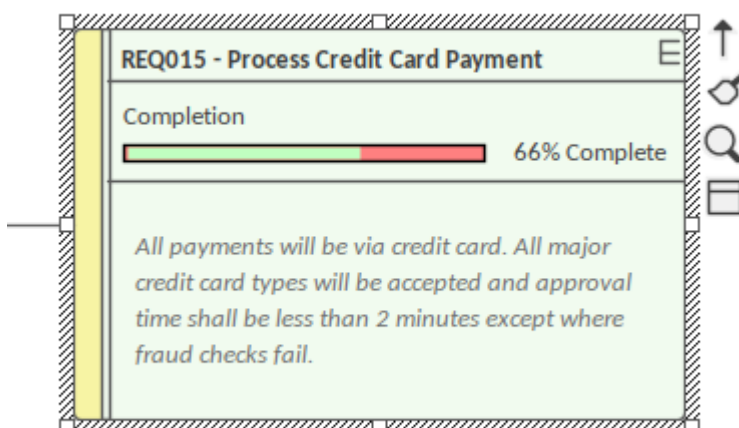 REQ015 - Process Credit Card Payment E
Completion
66% Complete
All payments will be via credit card. All major
credit card types will be accepted and approval
time shall be less than 2 minutes except where
fraud checks fail.